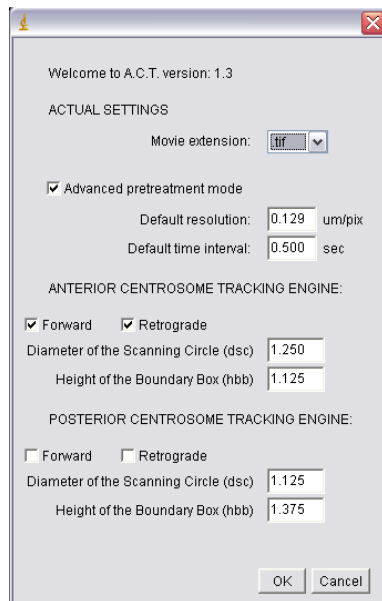 Welcome to A.C.T. version: 1.3
ACTUAL SETTINGS
Movie extension: .tif
Advanced pretreatment mode
Default resolution: 0.129 um/pix
Default time interval: 0.500 sec
ANTERIOR CENTROSOME TRACKING ENGINE:
Forward Retrograde
Diameter of the Scanning Circle (dsc) 1.250
Height of the Boundary Box (hbb) 1.125
POSTERIOR CENTROSOME TRACKING ENGINE:
Forward Retrograde
Diameter of the Scanning Circle (dsc) 1.125
Height of the Boundary Box (hbb) 1.375
OK Cancel